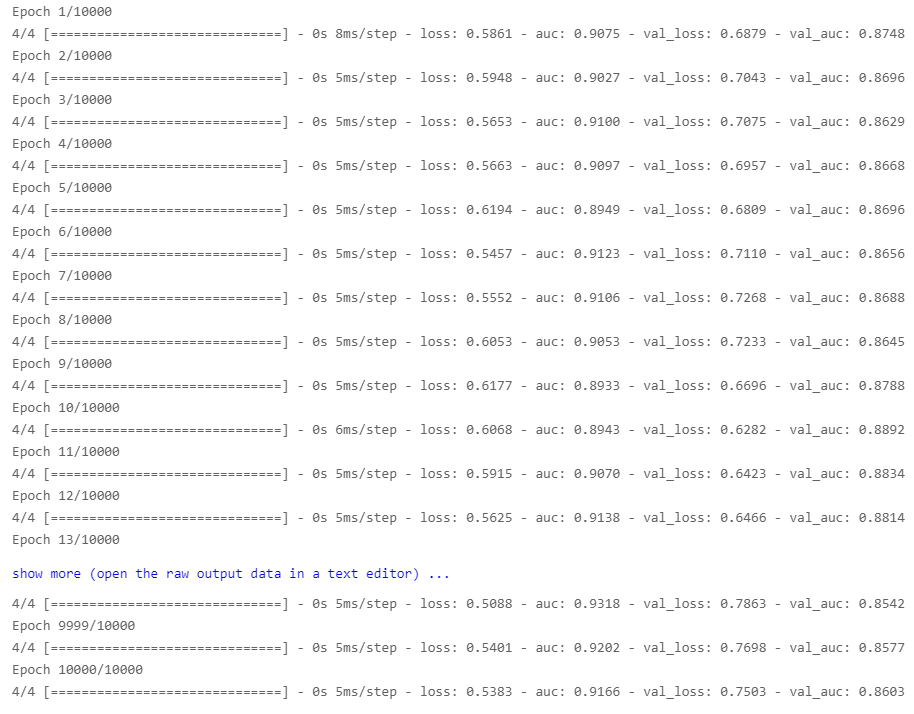 Epoch 1/10000
4/4 [==============================] - 0s 8ms/step - loss: 0.5861 - auc: 0.9075 - val_loss: 0.6879 - val_auc: 0.8748
Epoch 2/10000
4/4 [==============================] - 0s 5ms/step - loss: 0.5948 - auc: 0.9027 - val_loss: 0.7043 - val_auc: 0.8696
Epoch 3/10000
4/4 [==============================] - 0s 5ms/step - loss: 0.5653 - auc: 0.9100 - val_loss: 0.7075 - val_auc: 0.8629
Epoch 4/10000
4/4 [==============================] - 0s 5ms/step - loss: 0.5663 - auc: 0.9097 - val_loss: 0.6957 - val_auc: 0.8668
Epoch 5/10000
4/4 [==============================] - 0s 5ms/step - loss: 0.6194 - auc: 0.8949 - val_loss: 0.6809 - val_auc: 0.8696
Epoch 6/10000
4/4 [==============================] - 0s 5ms/step - loss: 0.5457 - auc: 0.9123 - val_loss: 0.7110 - val_auc: 0.8656
Epoch 7/10000
4/4 [==============================] - 0s 5ms/step - loss: 0.5552 - auc: 0.9106 - val_loss: 0.7268 - val_auc: 0.8688
Epoch 8/10000
4/4 [==============================] - 0s 5ms/step - loss: 0.6053 - auc: 0.9053 - val_loss: 0.7233 - val_auc: 0.8645
Epoch 9/10000
4/4 [==============================] - 0s 5ms/step - loss: 0.6177 - auc: 0.8933 - val_loss: 0.6696 - val_auc: 0.8788
Epoch 10/10000
4/4 [==============================] - 0s 6ms/step - loss: 0.6068 - auc: 0.8943 - val_loss: 0.6282 - val_auc: 0.8892
Epoch 11/10000
4/4 [==============================] - 0s 5ms/step - loss: 0.5915 - auc: 0.9070 - val_loss: 0.6423 - val_auc: 0.8834
Epoch 12/10000
4/4 [==============================] - 0s 5ms/step - loss: 0.5625 - auc: 0.9138 - val_loss: 0.6466 - val_auc: 0.8814
Epoch 13/10000
show more (open the raw output data in a text editor) ...
4/4 [==============================] - 0s 5ms/step - loss: 0.5088 - auc: 0.9318 - val_loss: 0.7863 - val_auc: 0.8542
Epoch 9999/10000
4/4 [==============================] - 0s 5ms/step - loss: 0.5401 - auc: 0.9202 - val_loss: 0.7698 - val_auc: 0.8577
Epoch 10000/10000
4/4 [==============================] - 0s 5ms/step - loss: 0.5383 - auc: 0.9166 - val_loss: 0.7503 - val_auc: 0.8603